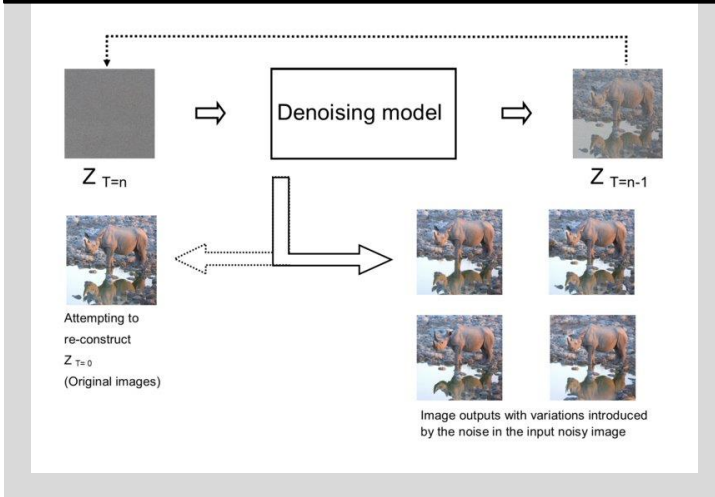 Denoising model
Z T=n
Z T=n-1
Attempting to
re-construct
Z T= 0
(Original images)
Image outputs with variations introduced
by the noise in the input noisy image